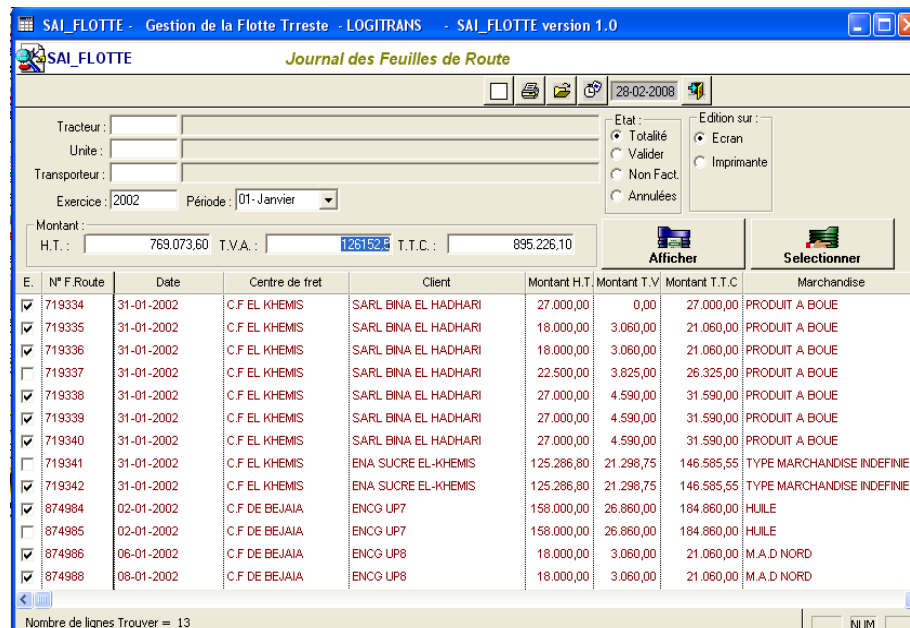 SAI_FLOTTE - Gestion de la Flotte Trreste - LOGITRANS - SAI_FLOTTE version 1.0
SAI_FLOTTE Journal des Feuilles de Route
28-02-2008
Tracteur :
Unite :
Transporteur :
Exercice : 2002 Période : 01- Janvier
Etat :
Totalité
Valider
Non Fact.
Annulées
Edition sur :
Ecran
Imprimante
Montant :
H.T. : 769.073,60 T.V.A. : 126152,5 T.T.C. : 895.226,10
Afficher Selectionner
E. N° F.Route Date Centre de fret Client Montant H.T. Montant T.V Montant T.T.C Marchandise
719334 31-01-2002 C.F EL KHEMIS SARL BINA EL HADHARI 27.000,00 0,00 27.000,00 PRODUIT A BOUE
719335 31-01-2002 C.F EL KHEMIS SARL BINA EL HADHARI 18.000,00 3.060,00 21.060,00 PRODUIT A BOUE
719336 31-01-2002 C.F EL KHEMIS SARL BINA EL HADHARI 18.000,00 3.060,00 21.060,00 PRODUIT A BOUE
719337 31-01-2002 C.F EL KHEMIS SARL BINA EL HADHARI 22.500,00 3.825,00 26.325,00 PRODUIT A BOUE
719338 31-01-2002 C.F EL KHEMIS SARL BINA EL HADHARI 27.000,00 4.590,00 31.590,00 PRODUIT A BOUE
719339 31-01-2002 C.F EL KHEMIS SARL BINA EL HADHARI 27.000,00 4.590,00 31.590,00 PRODUIT A BOUE
719340 31-01-2002 C.F EL KHEMIS SARL BINA EL HADHARI 27.000,00 4.590,00 31.590,00 PRODUIT A BOUE
719341 31-01-2002 C.F EL KHEMIS ENA SUCRE EL-KHEMIS 125.286,80 21.298,75 146.585,55 TYPE MARCHANDISE INDEFINIE
719342 31-01-2002 C.F EL KHEMIS ENA SUCRE EL-KHEMIS 125.286,80 21.298,75 146.585,55 TYPE MARCHANDISE INDEFINIE
874984 02-01-2002 C.F DE BEJAIA ENCG UP7 158.000,00 26.860,00 184.860,00 HUILE
874985 02-01-2002 C.F DE BEJAIA ENCG UP7 158.000,00 26.860,00 184.860,00 HUILE
874986 06-01-2002 C.F DE BEJAIA ENCG UP8 18.000,00 3.060,00 21.060,00 M.A.D NORD
874988 08-01-2002 C.F DE BEJAIA ENCG UP8 18.000,00 3.060,00 21.060,00 M.A.D NORD
Nombre de lignes Trouver = 13 NUM